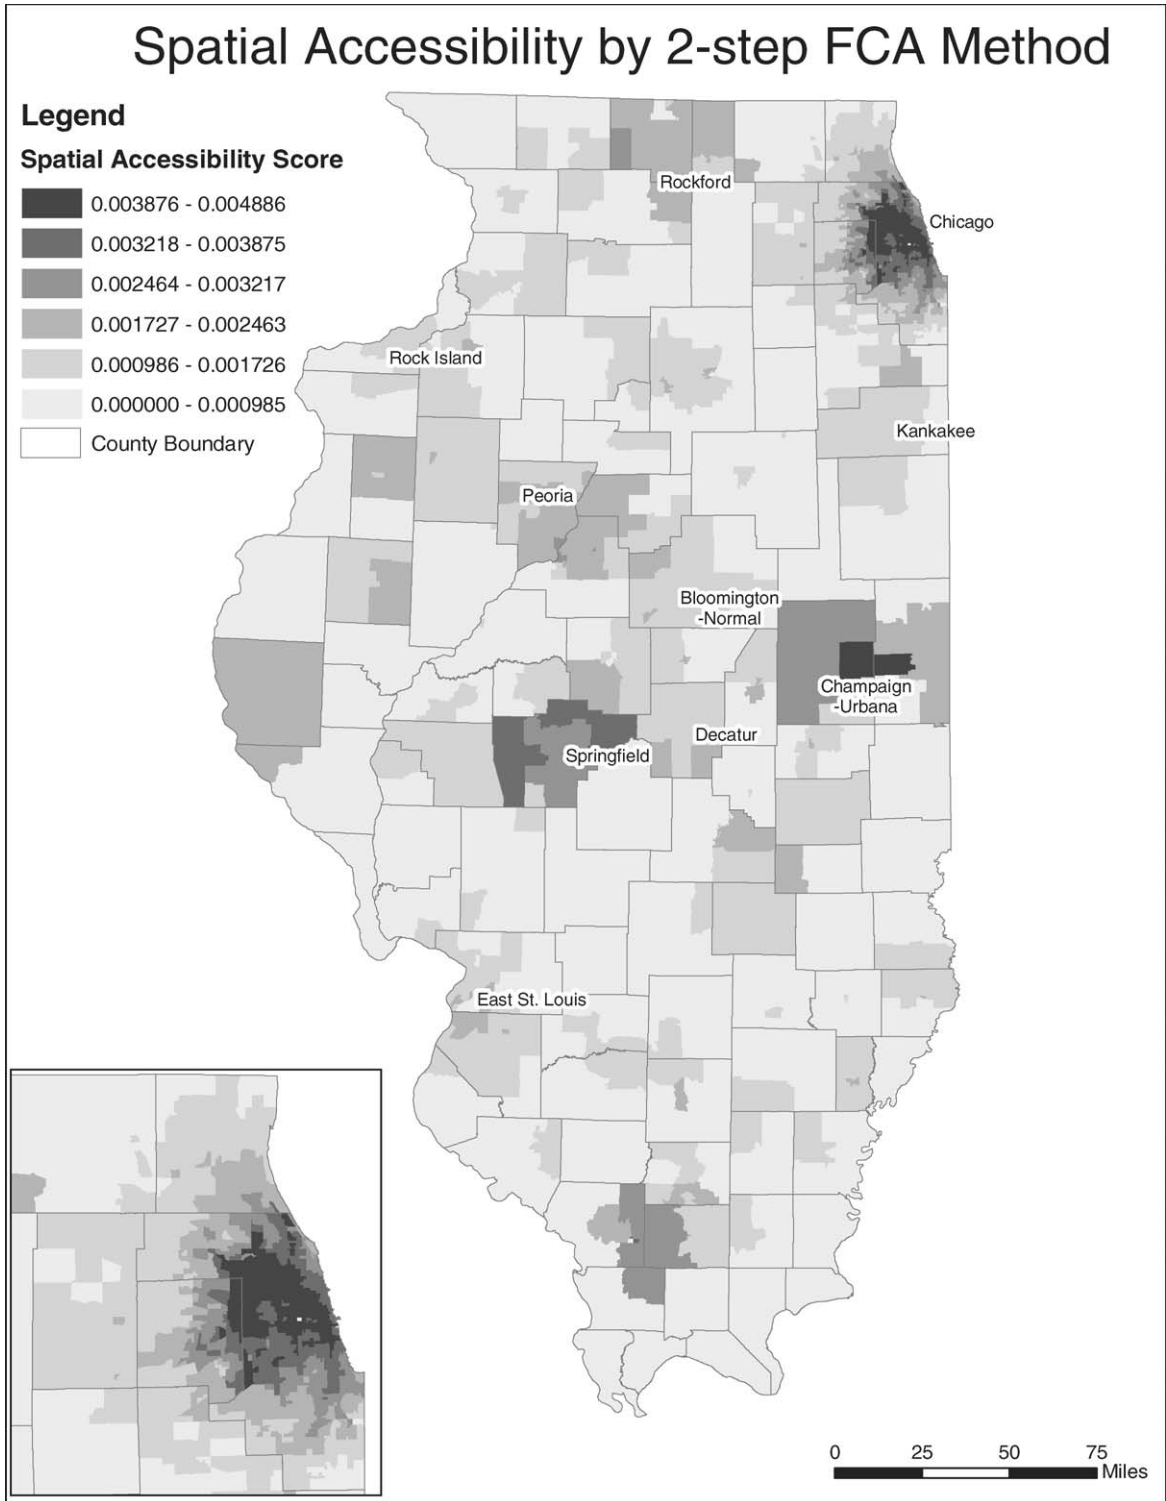 Spatial Accessibility by 2-step FCA Method
Legend
Spatial Accessibility Score
0.003876 - 0.004886
0.003218 - 0.003875
0.002464 - 0.003217
0.001727 - 0.002463
0.000986 - 0.001726
0.000000 - 0.000985
County Boundary
Rockford
Chicago
Rock Island
Kankakee
Peoria
Bloomington
-Normal
Champaign
-Urbana
Decatur
Springfield
East St. Louis
0 25 50 75
Miles